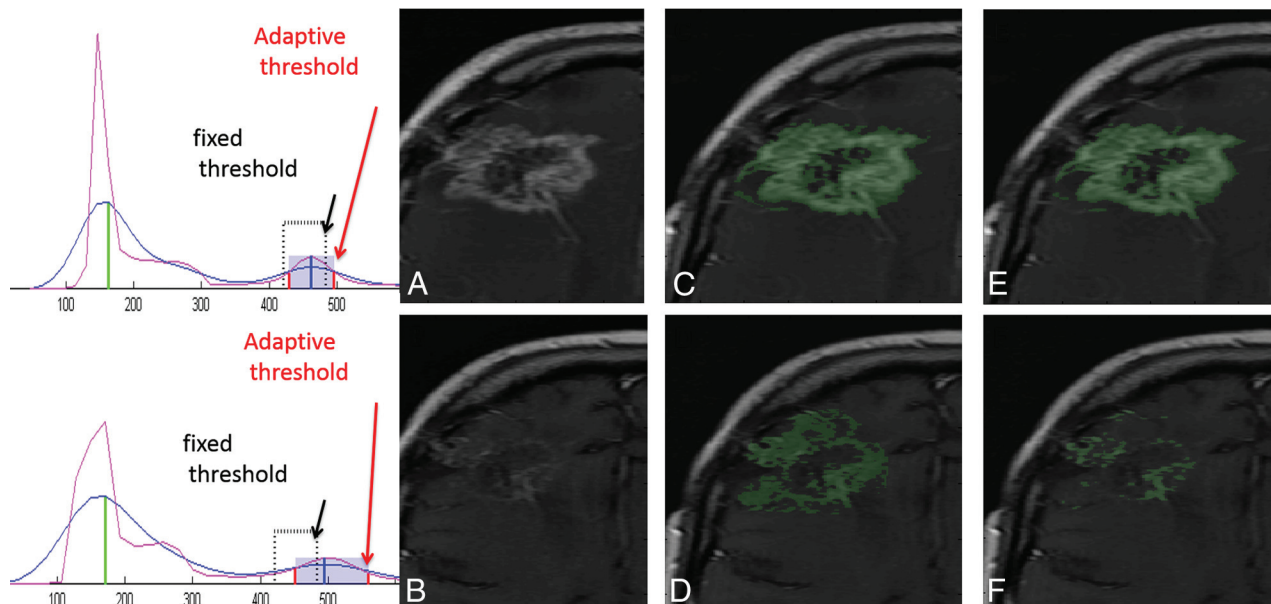 Adaptive
threshold
fixed
threshold
100 200 300 400 500
A
C
E
Adaptive
threshold
fixed
threshold
100 200 300 400 500
B
D
F